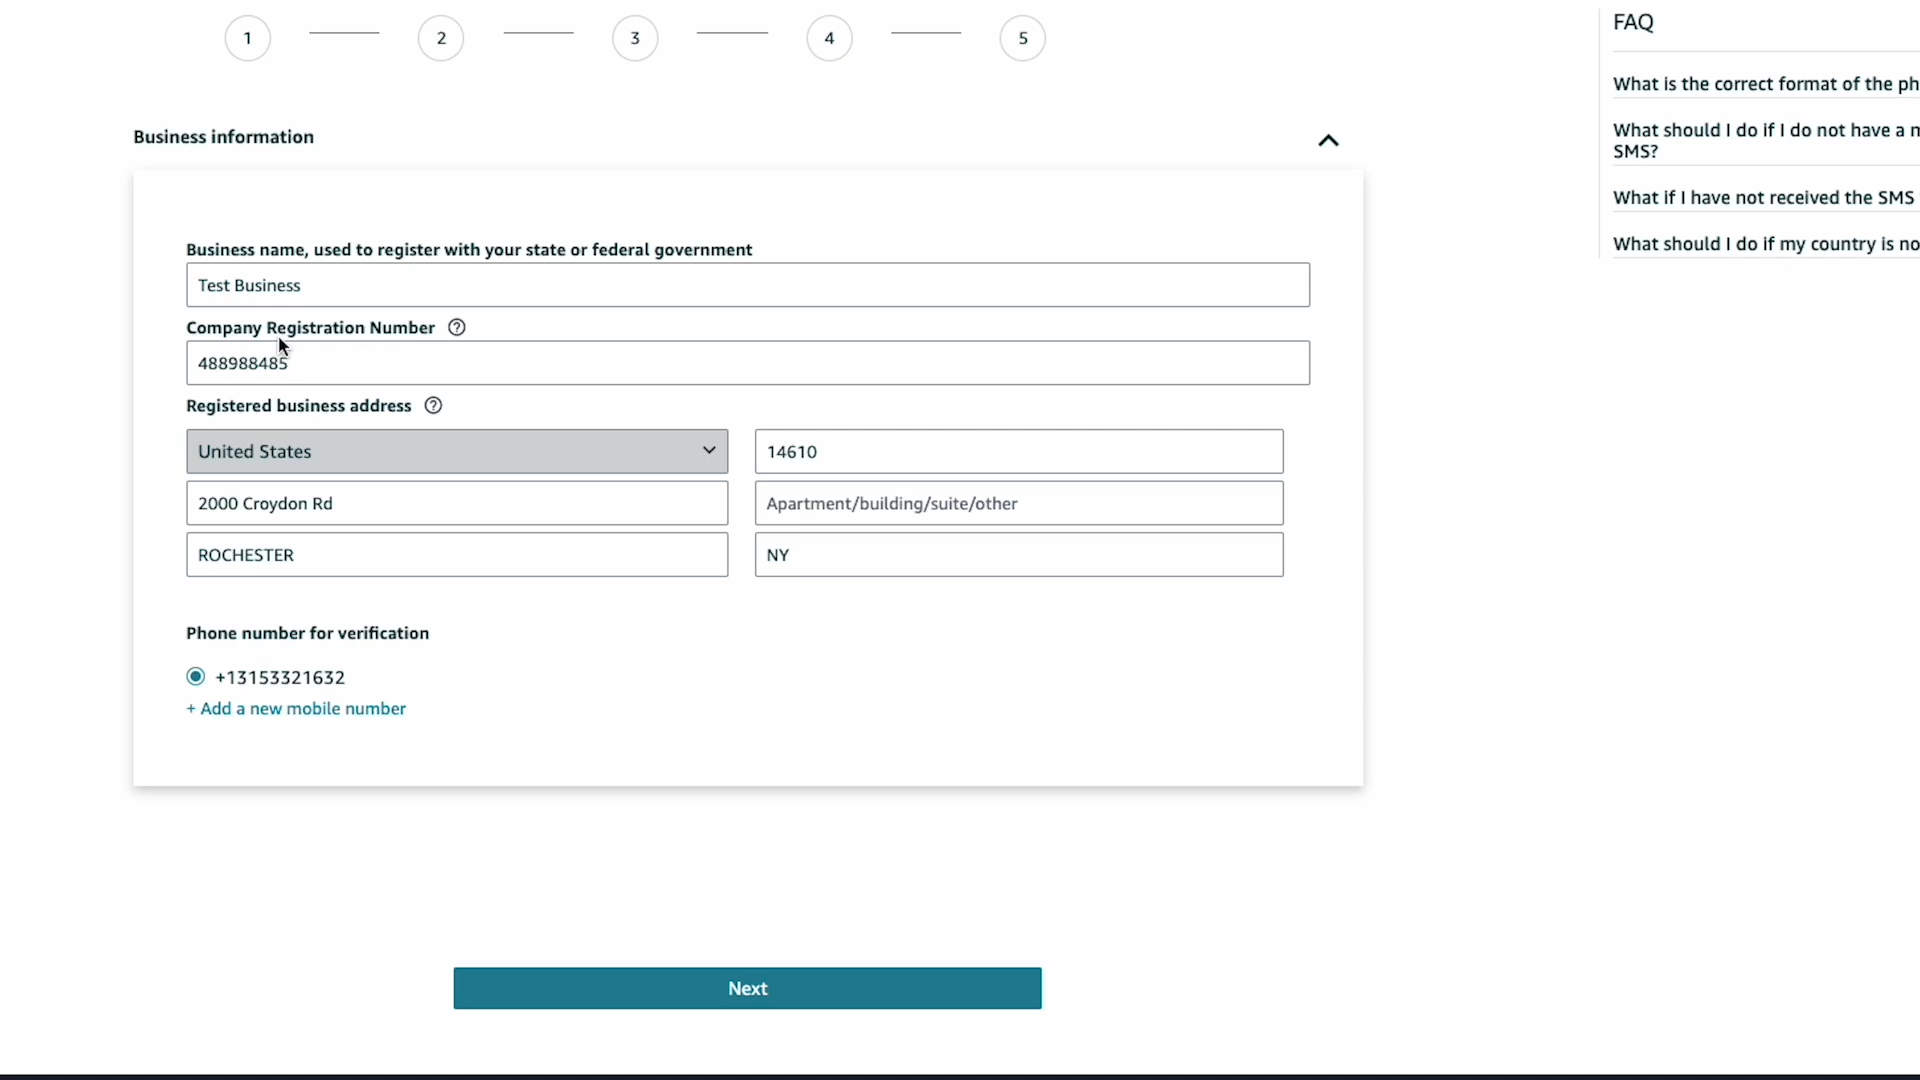 1 2 3 4 5
Business information
Business name, used to register with your state or federal government
Test Business
Company Registration Number ?
488988485
Registered business address ?
United States 14610
2000 Croydon Rd Apartment/building/suite/other
ROCHESTER NY
Phone number for verification
+13153321632
+ Add a new mobile number
Next
FAQ
What is the correct format of the ph
What should I do if I do not have a m
SMS?
What if I have not received the SMS
What should I do if my country is no